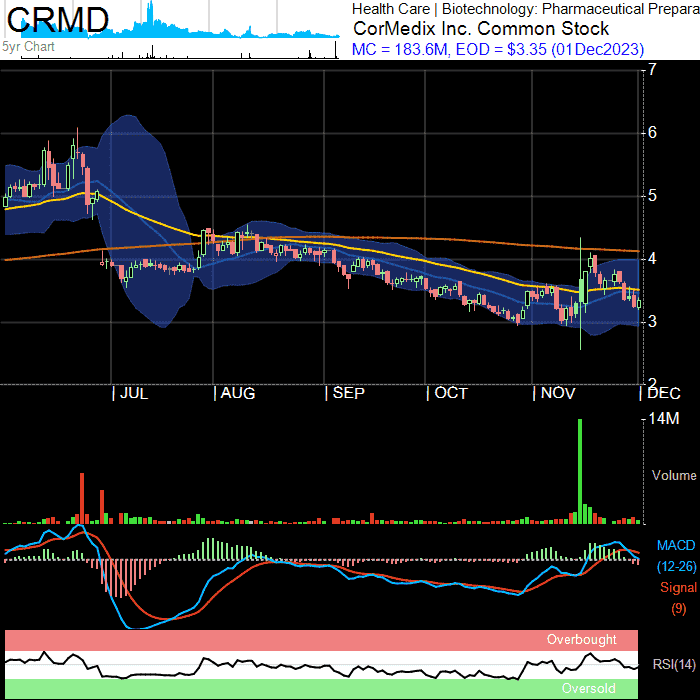 CRMD
Health Care | Biotechnology: Pharmaceutical Prepara
CorMedix Inc. Common Stock
5yr Chart
MC = 183.6M, EOD = $3.35 (01Dec2023)
7
6
5
4
3
2
| JUL | AUG | SEP | OCT | NOV | DEC
14M
Volume
MACD
(12-26)
Signal
(9)
Overbought
RSI(14)
Oversold